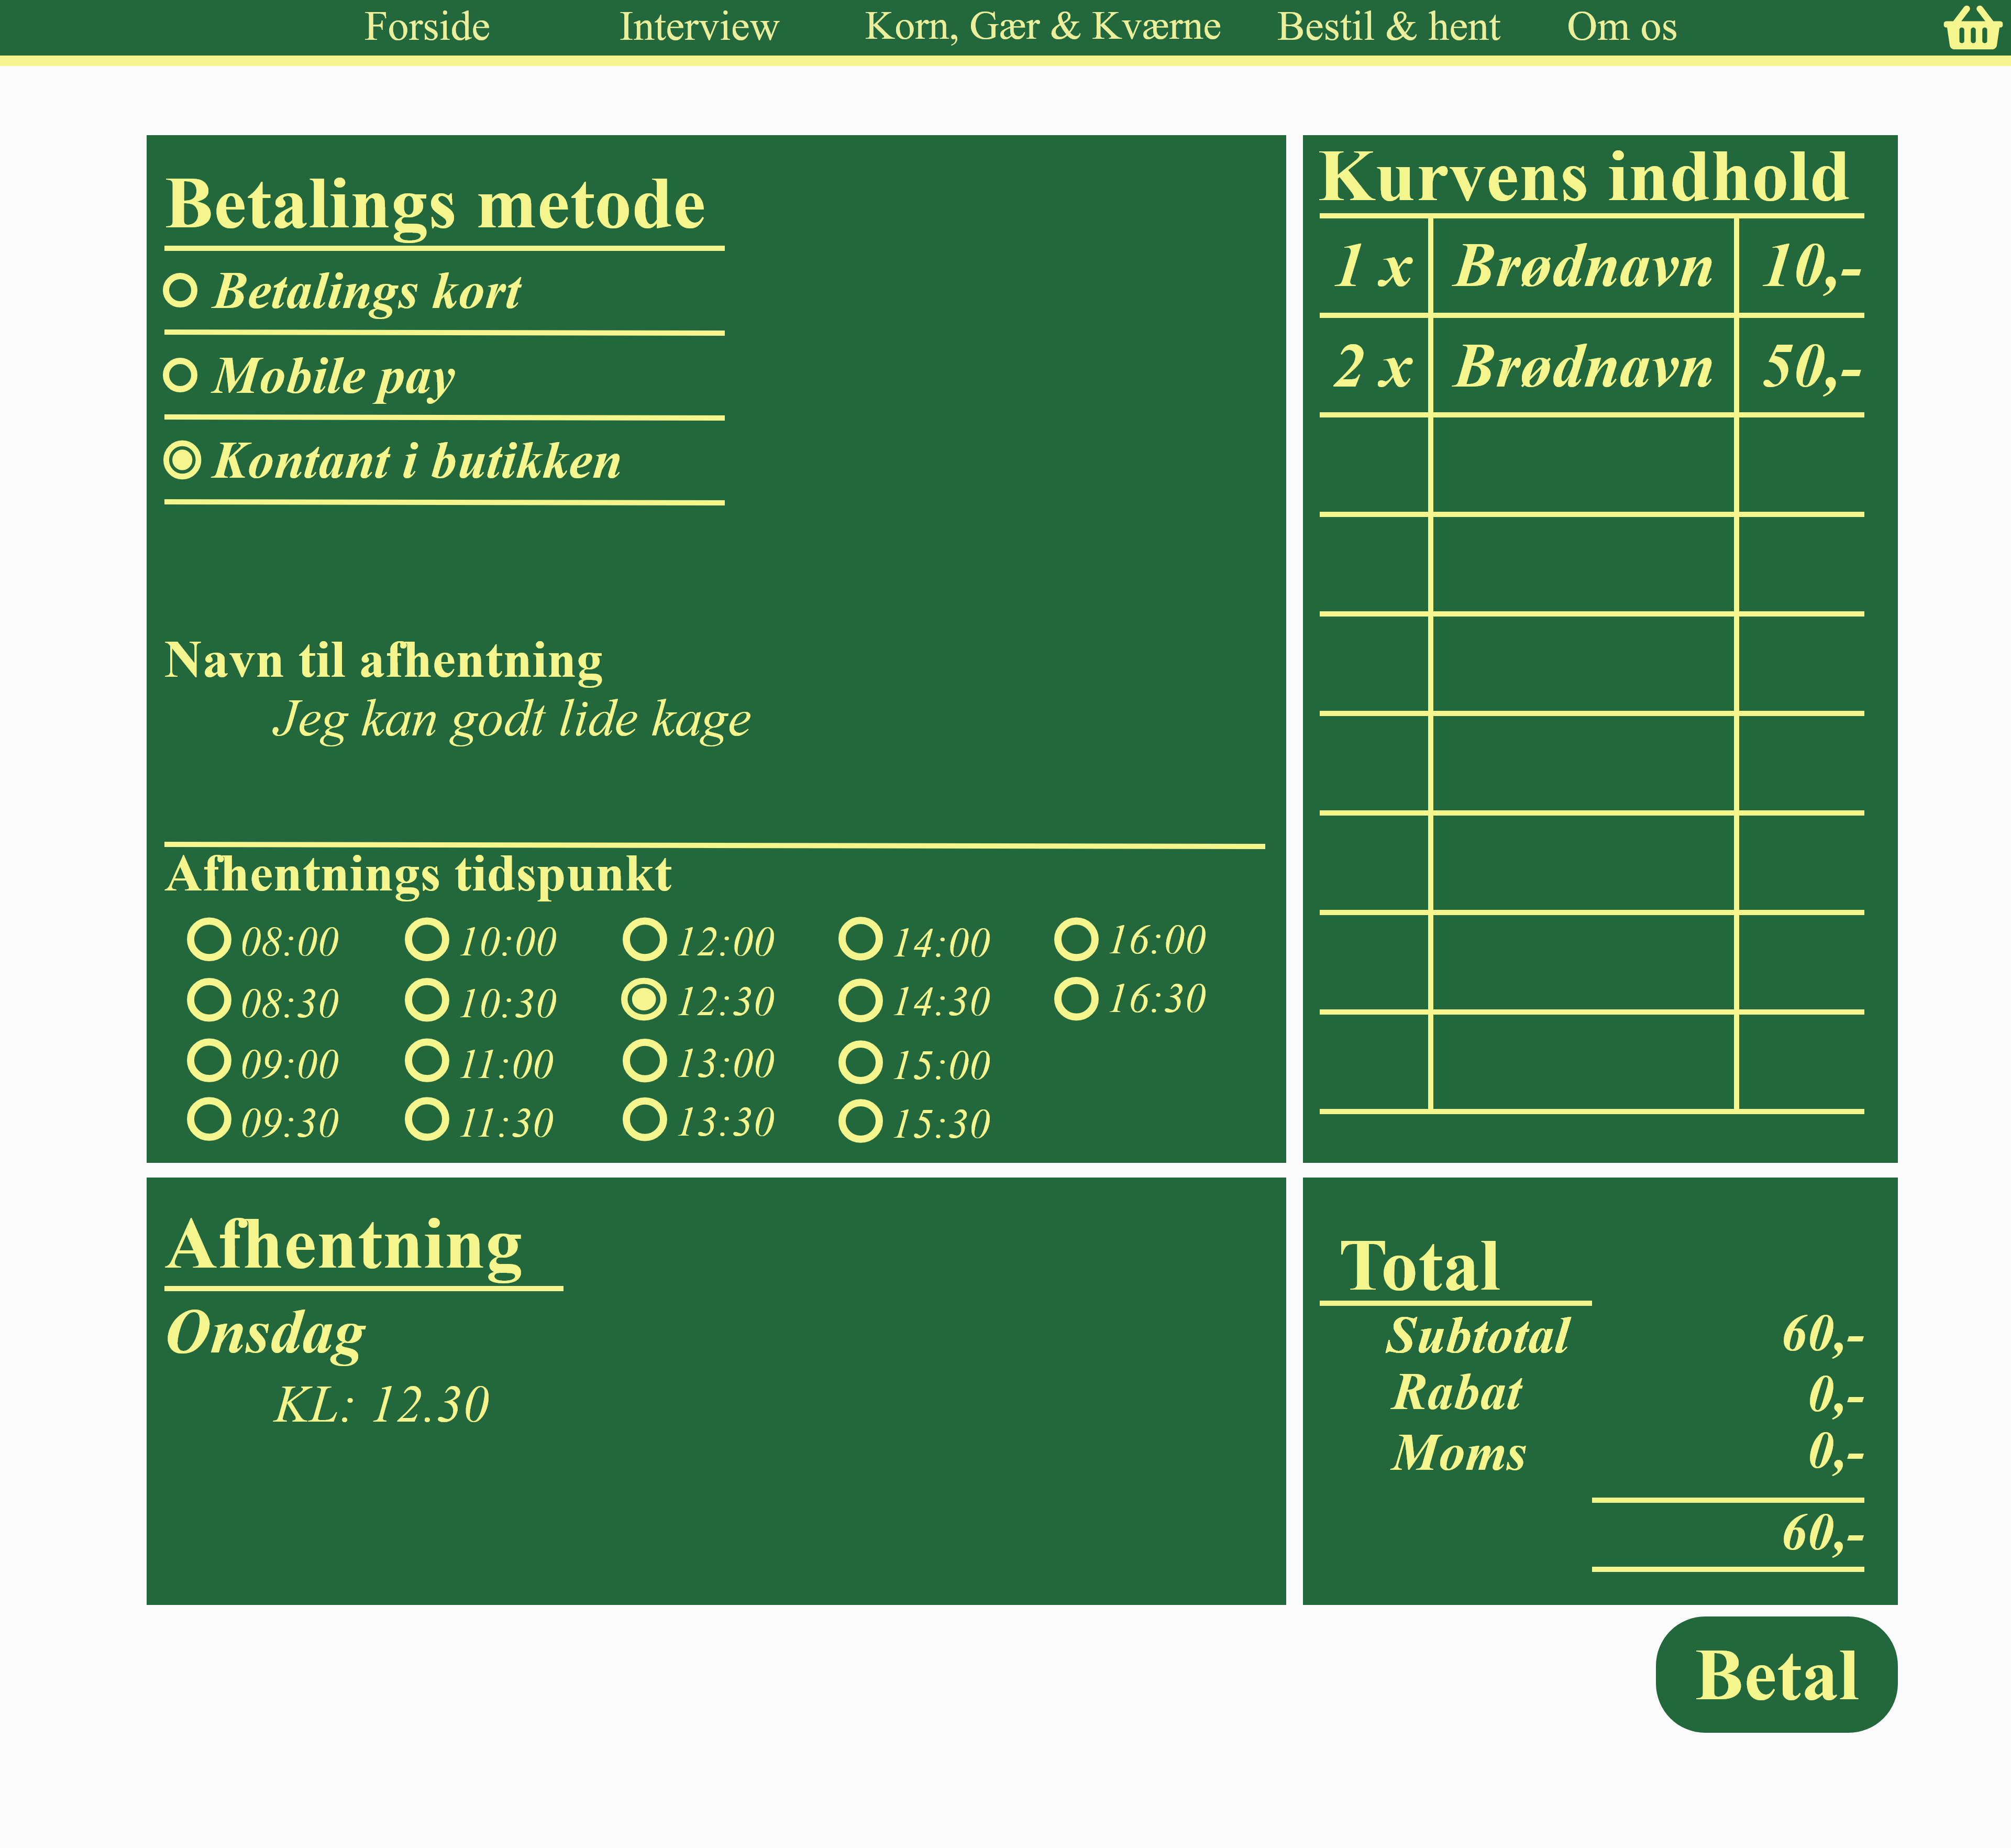 Forside Interview Korn, Gær & Kværne Bestil & hent Om os
Betalings metode
Betalings kort
Mobile pay
Kontant i butikken
Navn til afhentning
Jeg kan godt lide kage
Afhentnings tidspunkt
08:00 10:00 12:00 14:00 16:00
08:30 10:30 12:30 14:30 16:30
09:00 11:00 13:00 15:00
09:30 11:30 13:30 15:30
Kurvens indhold
1 x Brødnavn 10,-
2 x Brødnavn 50,-
Afhentning
Onsdag
KL: 12.30
Total
Subtotal 60,-
Rabat 0,-
Moms 0,-
60,-
Betal